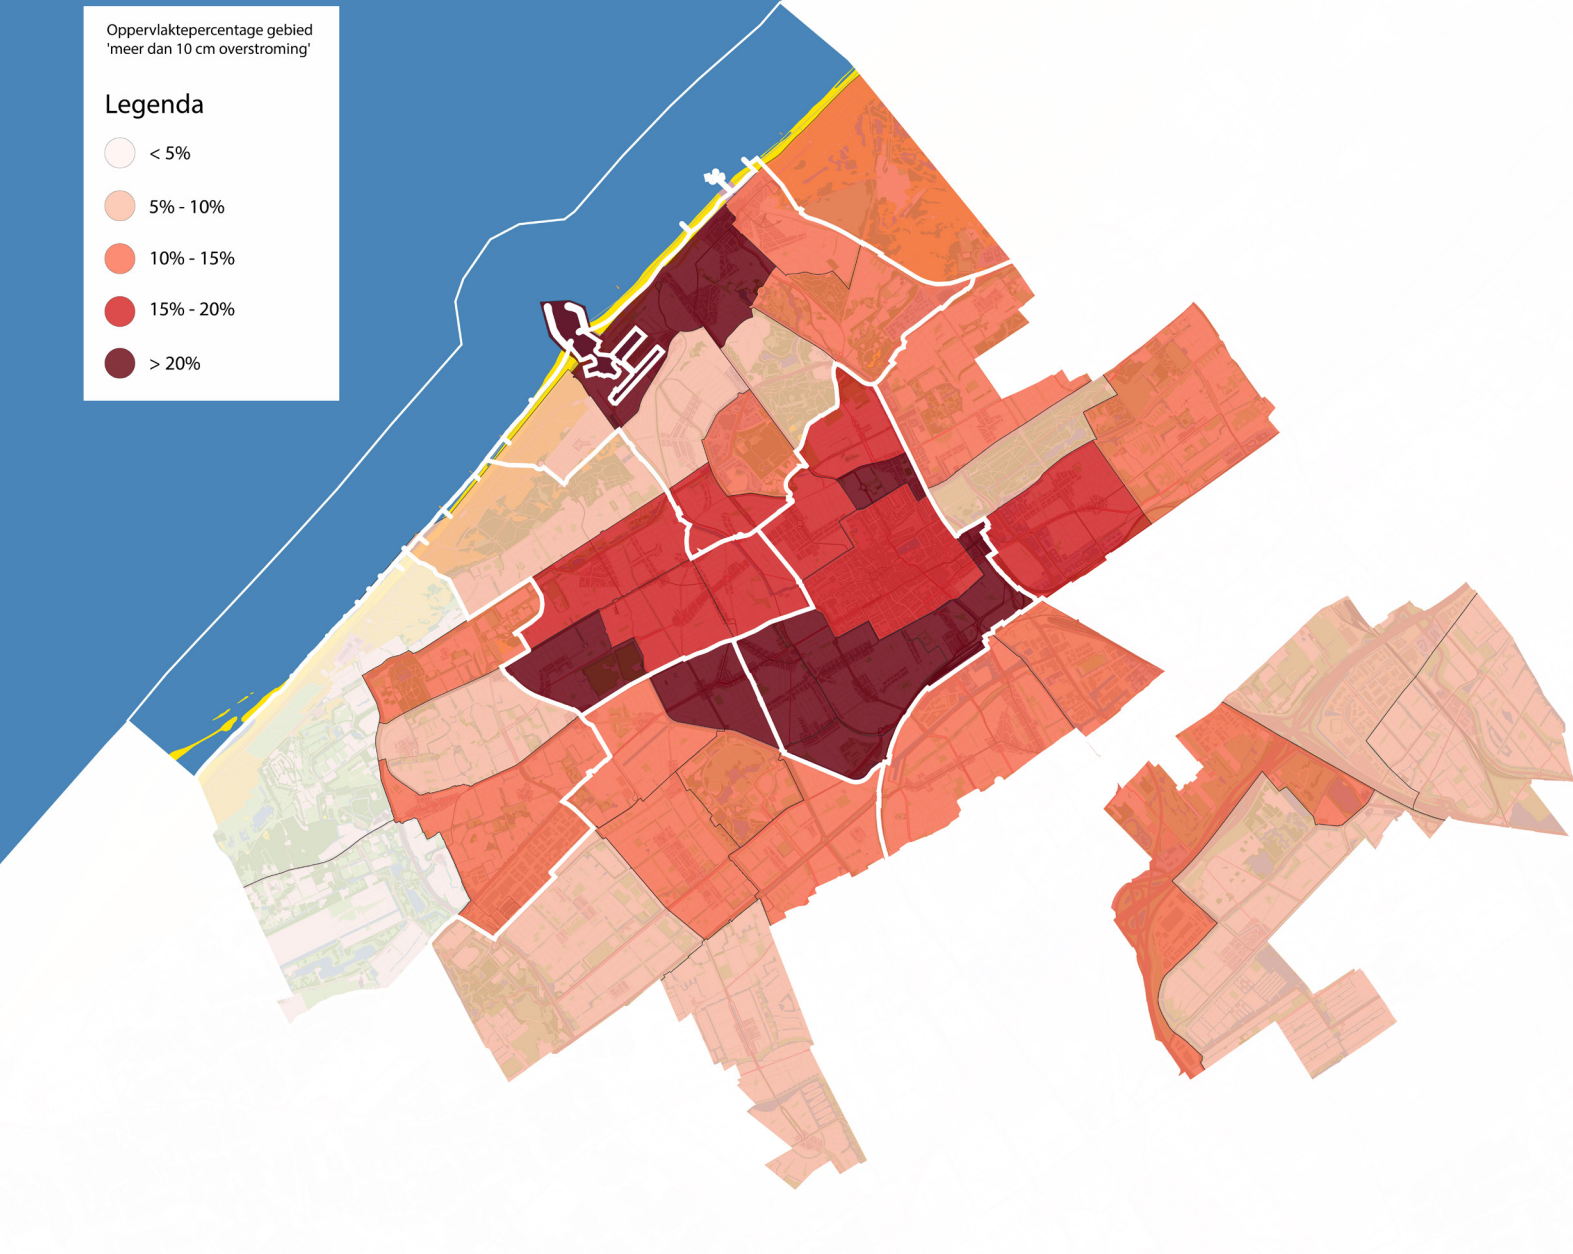 Oppervlaktepercentage gebied
'meer dan 10 cm overstroming'
Legenda
< 5%
5% - 10%
10% - 15%
15% - 20%
> 20%